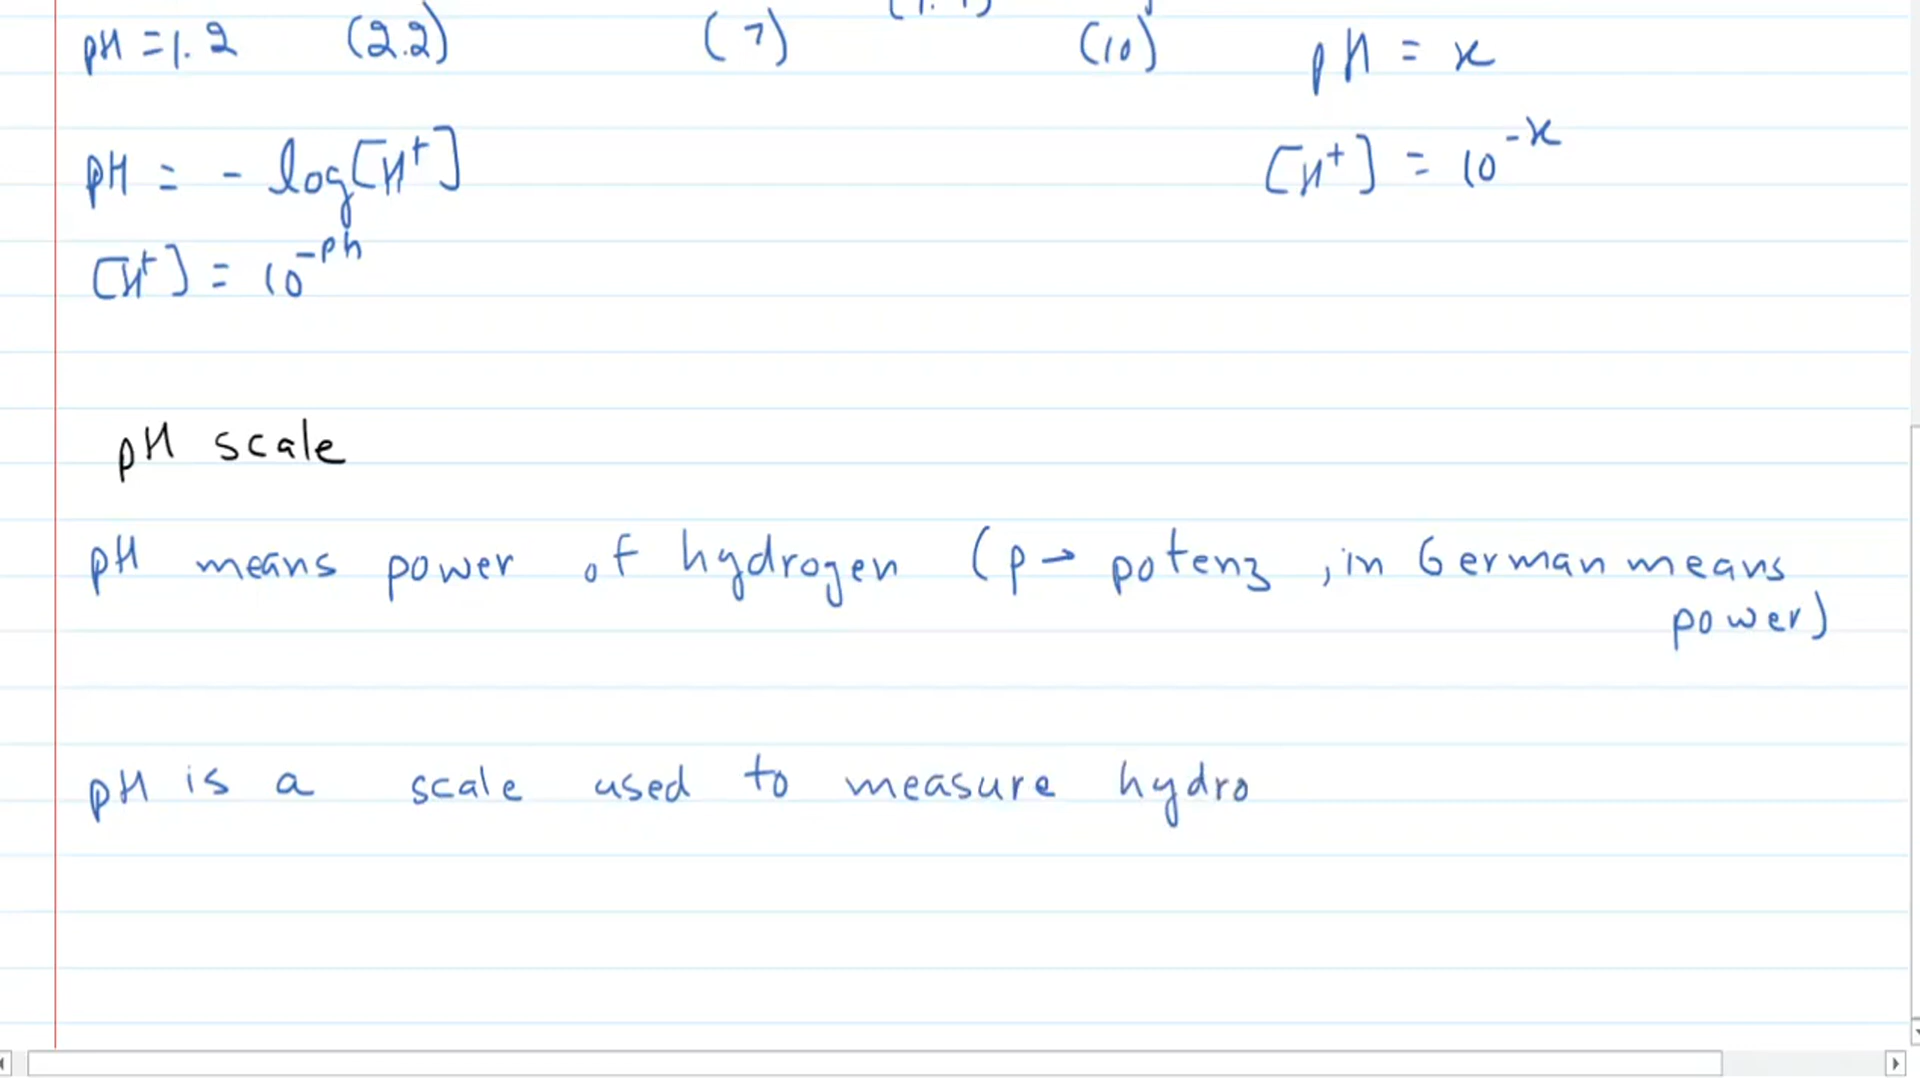 pH = 1.2 (2.2) (7) (10) pH = x
pH = - log[H⁺] [H⁺] = 10⁻ˣ
[H⁺] = 10^-ph
pH scale
pH means power of hydrogen (p → potenz, in German means
power)
pH is a scale used to measure hydro